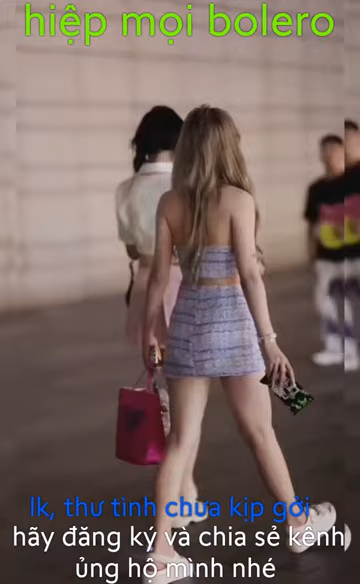 hiệp mọi bolero
lk, thư tình chưa kịp gởi
hãy đăng ký và chia sẻ kênh
ủng hộ mình nhé